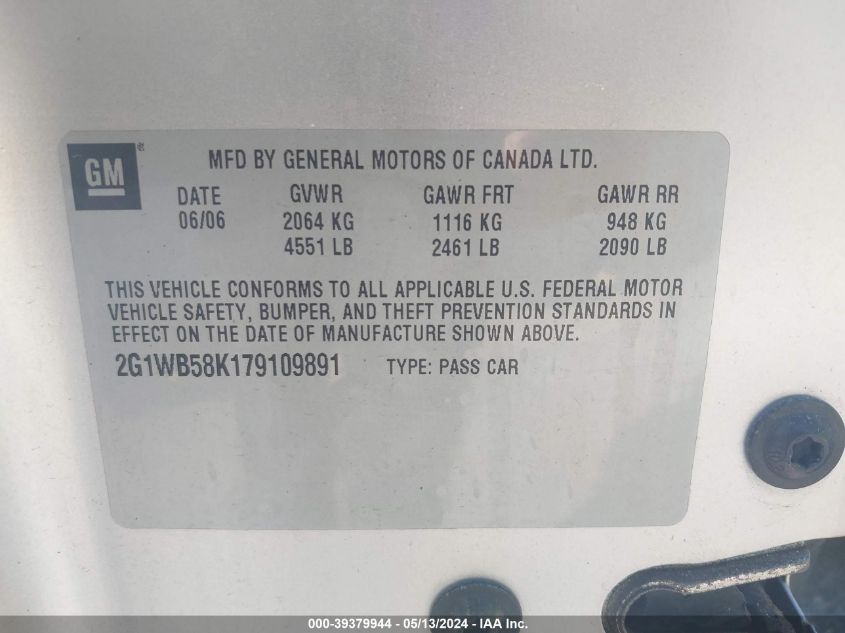 GM ®
MFD BY GENERAL MOTORS OF CANADA LTD.
DATE GVWR GAWR FRT GAWR RR
06/06 2064 KG 1116 KG 948 KG
4551 LB 2461 LB 2090 LB
THIS VEHICLE CONFORMS TO ALL APPLICABLE U.S. FEDERAL MOTOR
VEHICLE SAFETY, BUMPER, AND THEFT PREVENTION STANDARDS IN
EFFECT ON THE DATE OF MANUFACTURE SHOWN ABOVE.
2G1WB58K179109891 TYPE: PASS CAR
000-39379944 / 05/13/2024 - IAA Inc.